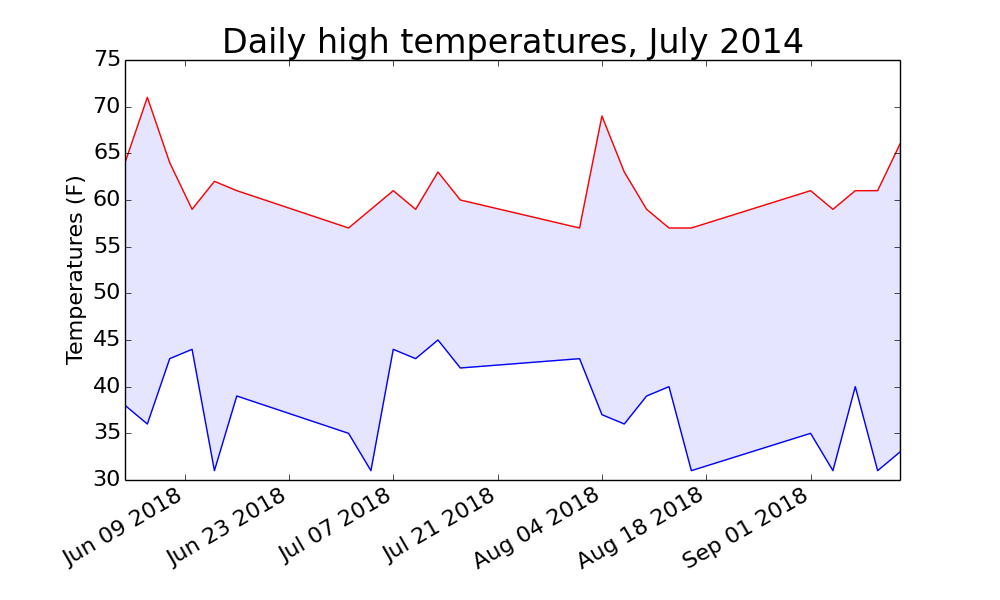 Daily high temperatures, July 2014
75
70
65
60
55
50
45
40
35
30
Temperatures (F)
Jun 09 2018
Jun 23 2018
Jul 07 2018
Jul 21 2018
Aug 04 2018
Aug 18 2018
Sep 01 2018